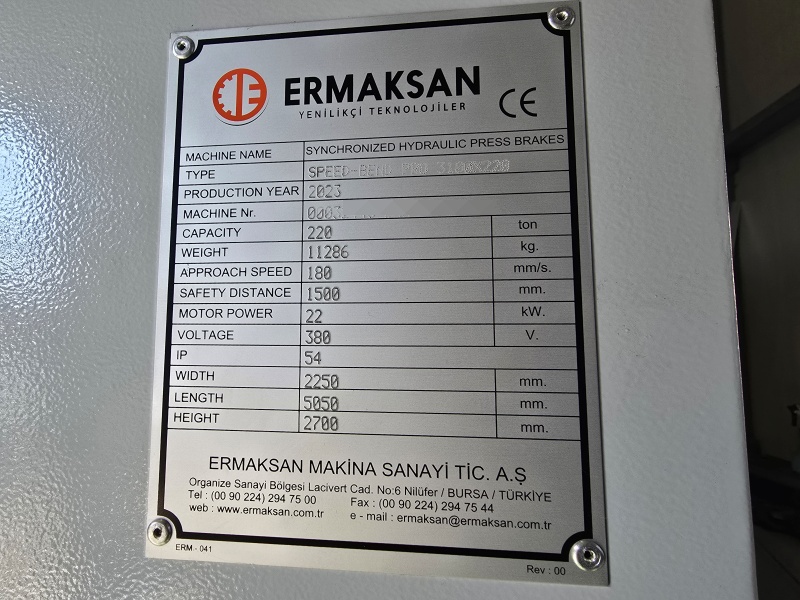 ERMAKSAN
YENİLİKÇİ TEKNOLOJİLER
CE
MACHINE NAME SYNCHRONIZED HYDRAULIC PRESS BRAKES
TYPE SPEED-BEND PRO 3100X220
PRODUCTION YEAR 2023
MACHINE Nr.
CAPACITY 220 ton
WEIGHT 11286 kg.
APPROACH SPEED 180 mm/s.
SAFETY DISTANCE 1500 mm.
MOTOR POWER 22 kW.
VOLTAGE 380 V.
IP 54
WIDTH 2250 mm.
LENGTH 5050 mm.
HEIGHT 2700 mm.
ERMAKSAN MAKİNA SANAYİ TİC. A.Ş
Organize Sanayi Bölgesi Lacivert Cad. No:6 Nilüfer / BURSA / TÜRKİYE
Tel : (00 90 224) 294 75 00 Fax : (00 90 224) 294 75 44
web : www.ermaksan.com.tr e - mail : ermaksan@ermaksan.com.tr
ERM - 041 Rev : 00